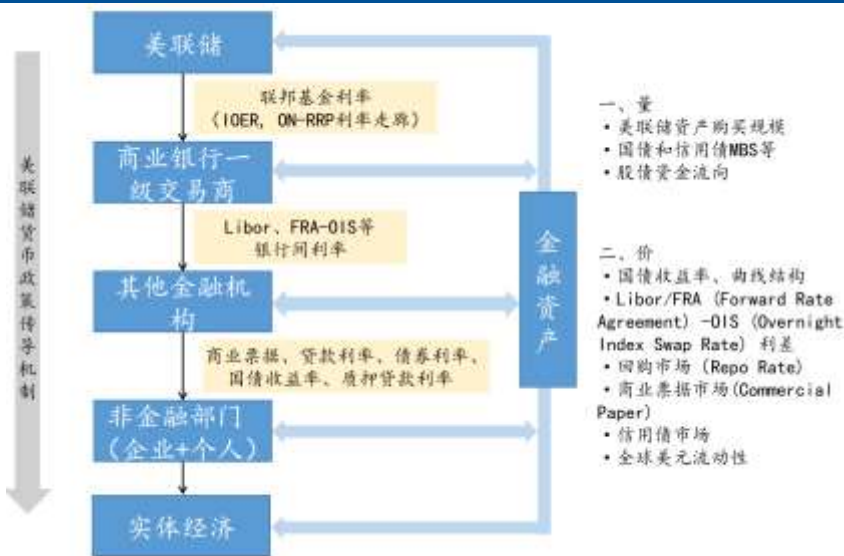 美联储货币政策传导机制
美联储
联邦基金利率
（IOER, ON-RRP利率走廊）
商业银行一
级交易商
Libor、FRA-OIS等
银行间利率
其他金融机
构
商业票据、贷款利率、债券利率、
国债收益率、质押贷款利率
非金融部门
（企业+个人）
实体经济
金融资产
一、量
·美联储资产购买规模
·国债和信用债MBS等
·股债资金流向
二、价
·国债收益率、曲线结构
·Libor/FRA (Forward Rate
Agreement) -OIS (Overnight
Index Swap Rate) 利差
·回购市场 (Repo Rate)
·商业票据市场(Commercial
Paper)
·信用债市场
·全球美元流动性